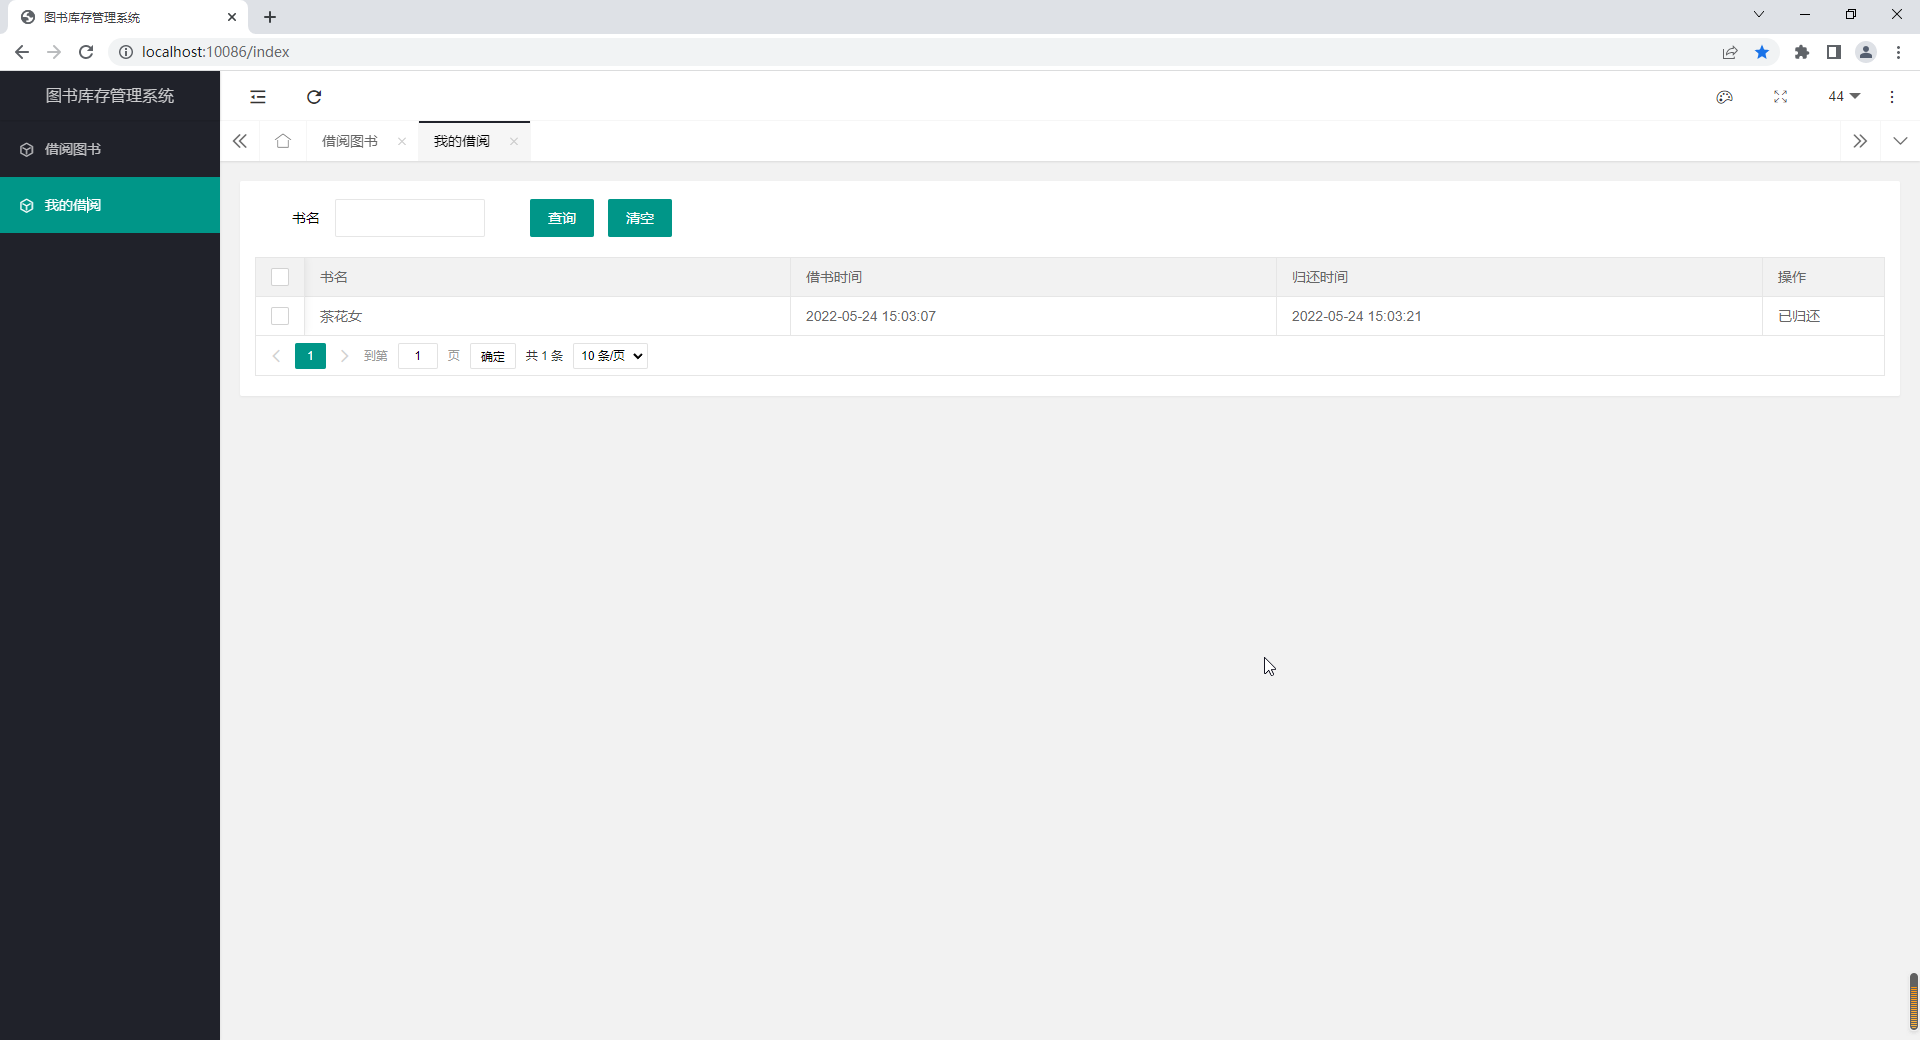 图书库存管理系统
localhost:10086/index
图书库存管理系统
44
借阅图书
我的借阅
借阅图书
我的借阅
书名
查询
清空
书名 借书时间 归还时间 操作
茶花女 2022-05-24 15:03:07 2022-05-24 15:03:21 已归还
1 到第 1 页 确定 共 1 条 10 条/页